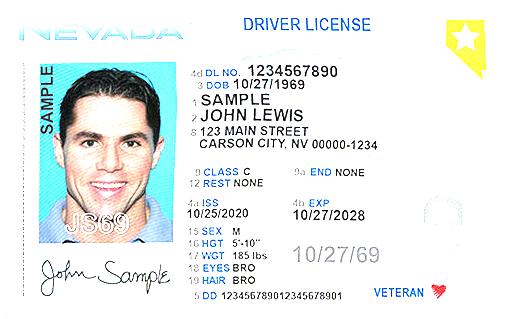 NEVADA
DRIVER LICENSE
SAMPLE
4d DL NO. 1234567890
3 DOB 10/27/1969
1 SAMPLE
2 JOHN LEWIS
8 123 MAIN STREET
CARSON CITY, NV 00000-1234
9 CLASS C 9a END NONE
12 REST NONE
4a ISS 4b EXP
10/25/2020 10/27/2028
15 SEX M
16 HGT 5'-10"
17 WGT 185 lbs 10/27/69
18 EYES BRO
19 HAIR BRO
5 DD 12345678901234578901
JS69
John Sample
VETERAN